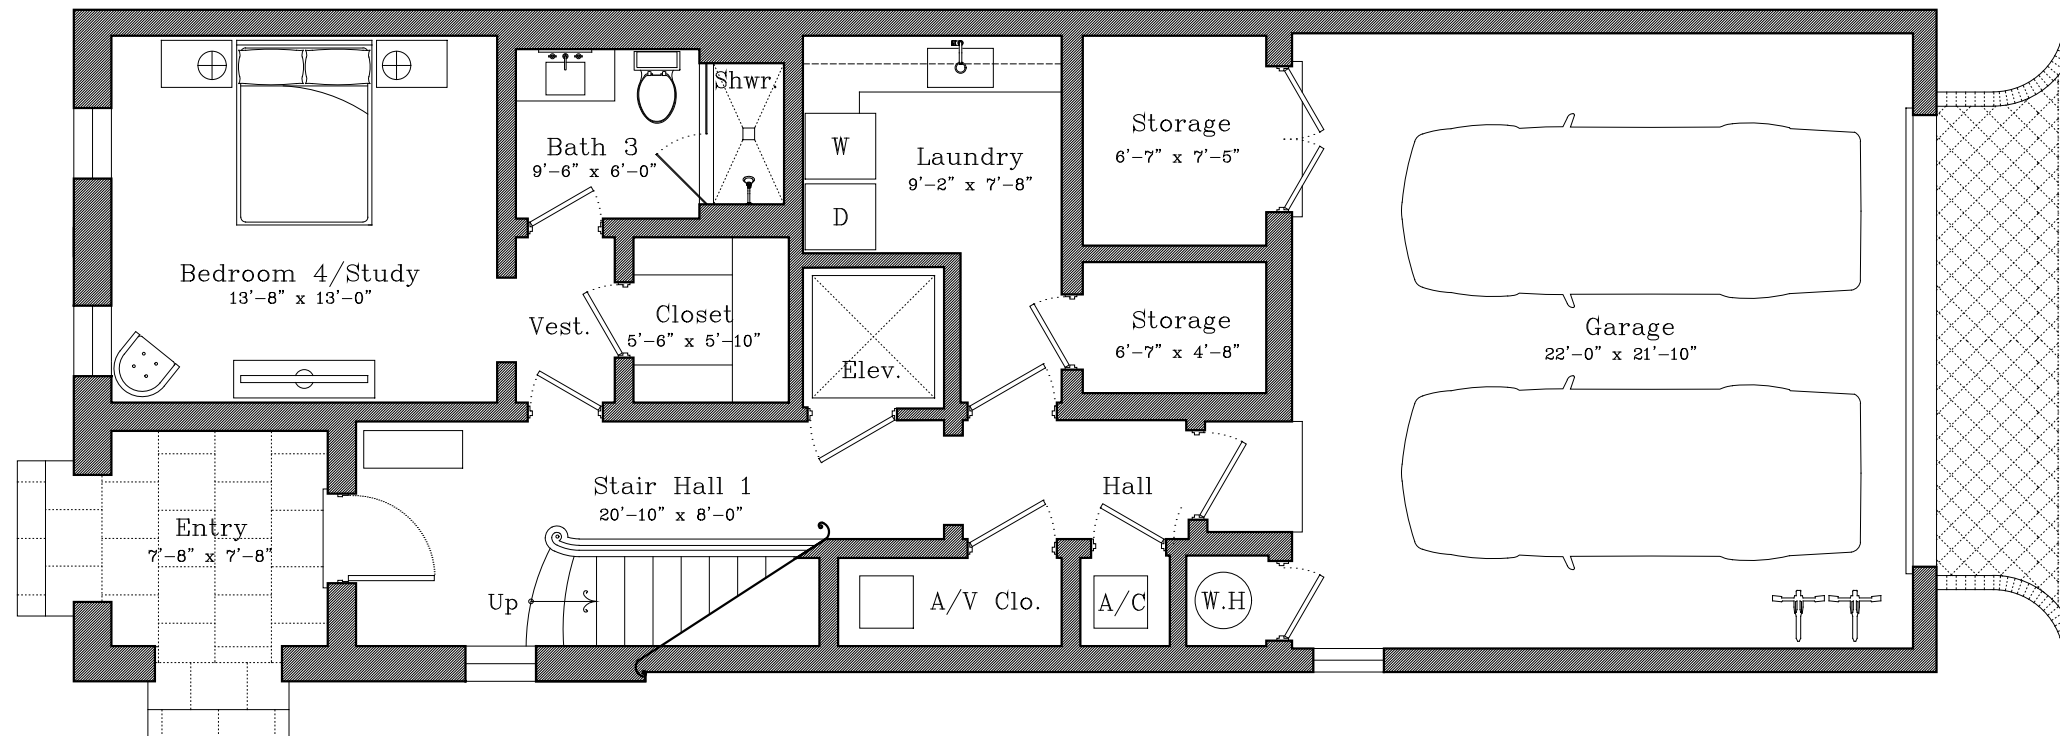 Shwr.
Bath 3
9'-6" x 6'-0"
W
D
Laundry
9'-2" x 7'-8"
Storage
6'-7" x 7'-5"
Bedroom 4/Study
13'-8" x 13'-0"
Vest.
Closet
5'-6" x 5'-10"
Elev.
Storage
6'-7" x 4'-8"
Garage
22'-0" x 21'-10"
Entry
7'-8" x 7'-8"
Stair Hall 1
20'-10" x 8'-0"
Hall
Up
A/V Clo.
A/C
W.H